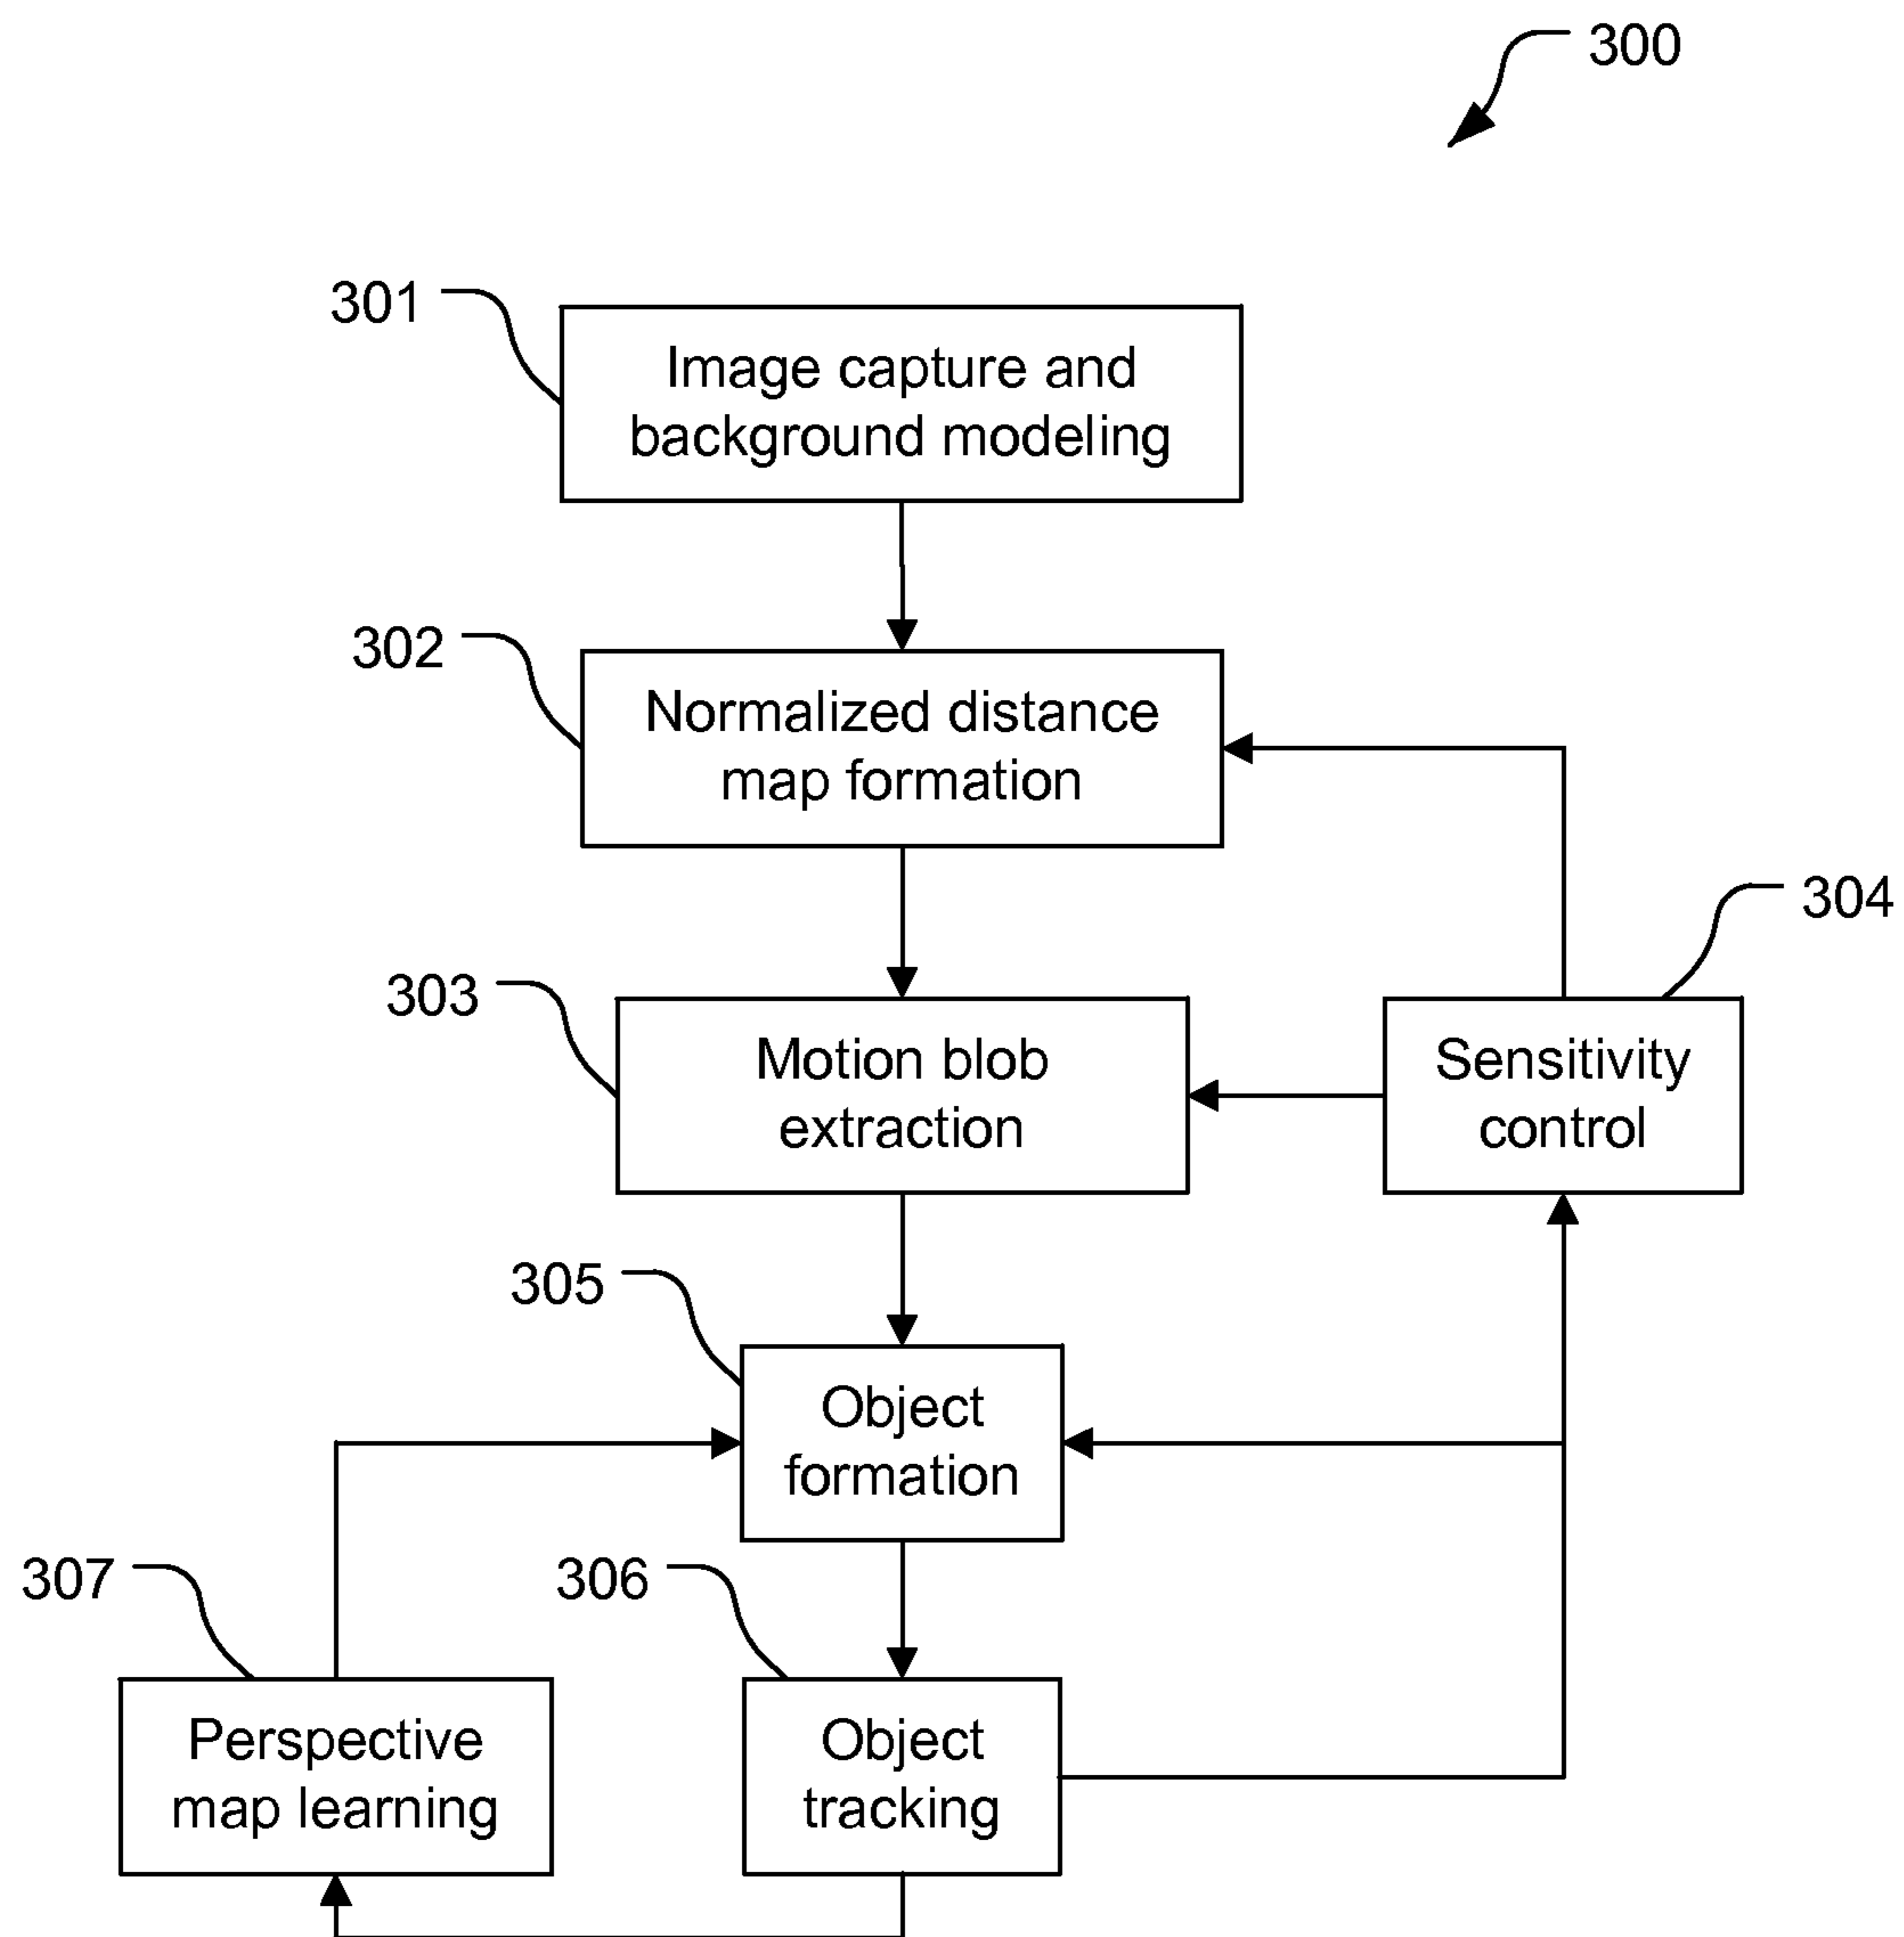 300
301
Image capture and
background modeling
302
Normalized distance
map formation
304
303
Motion blob
extraction
Sensitivity
control
305
Object
formation
307
306
Perspective
map learning
Object
tracking